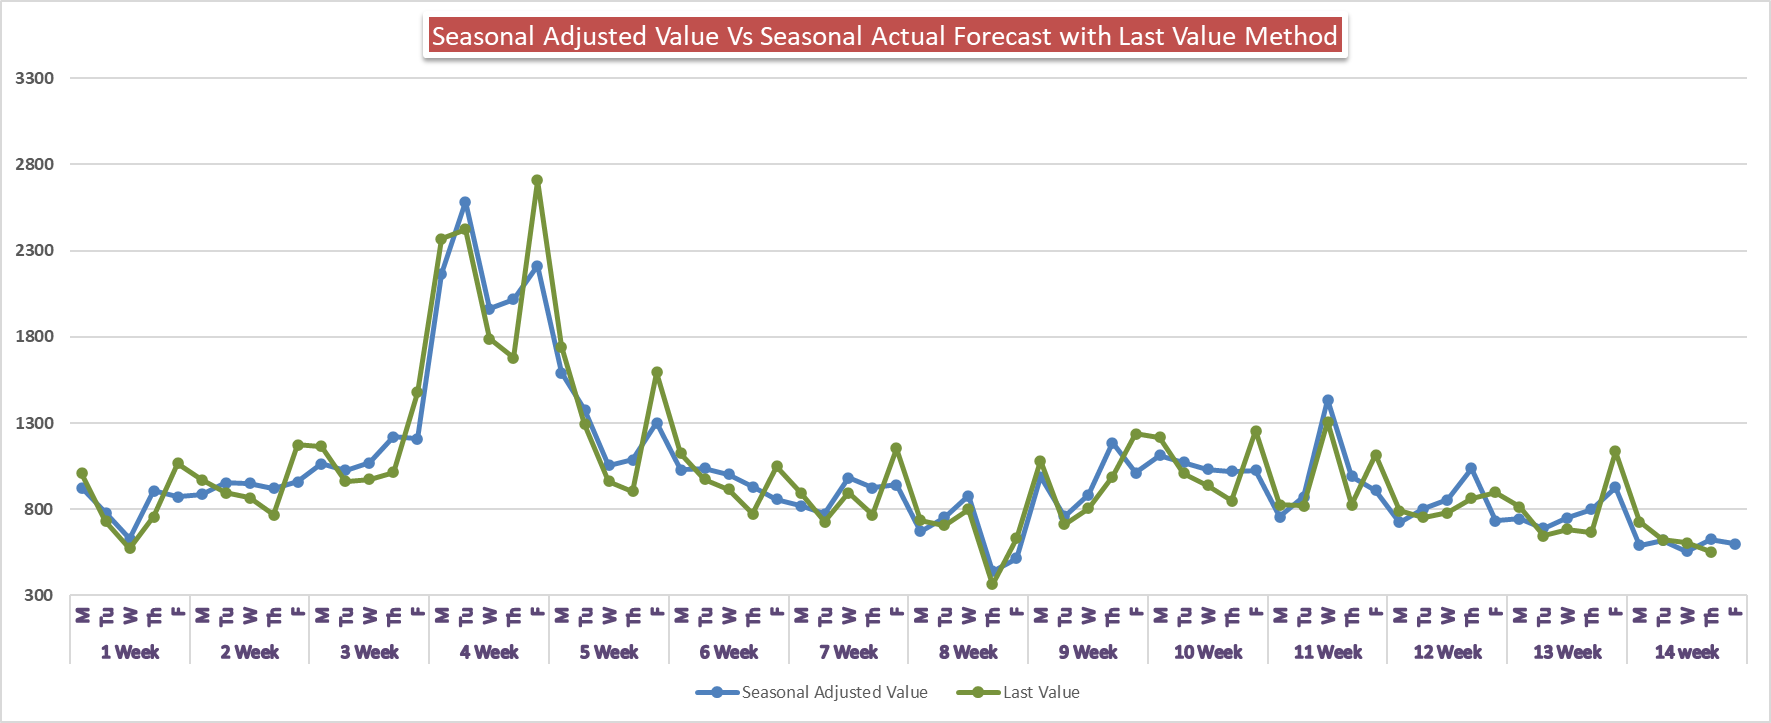 Seasonal Adjusted Value Vs Seasonal Actual Forecast with Last Value Method
3300
2800
2300
1800
1300
800
300
M Tu W Th F M Tu W Th F M Tu W Th F M Tu W Th F M Tu W Th F M Tu W Th F M Tu W Th F M Tu W Th F M Tu W Th F M Tu W Th F M Tu W Th F M Tu W Th F M Tu W Th F M Tu W Th F
1 Week 2 Week 3 Week 4 Week 5 Week 6 Week 7 Week 8 Week 9 Week 10 Week 11 Week 12 Week 13 Week 14 week
Seasonal Adjusted Value Last Value